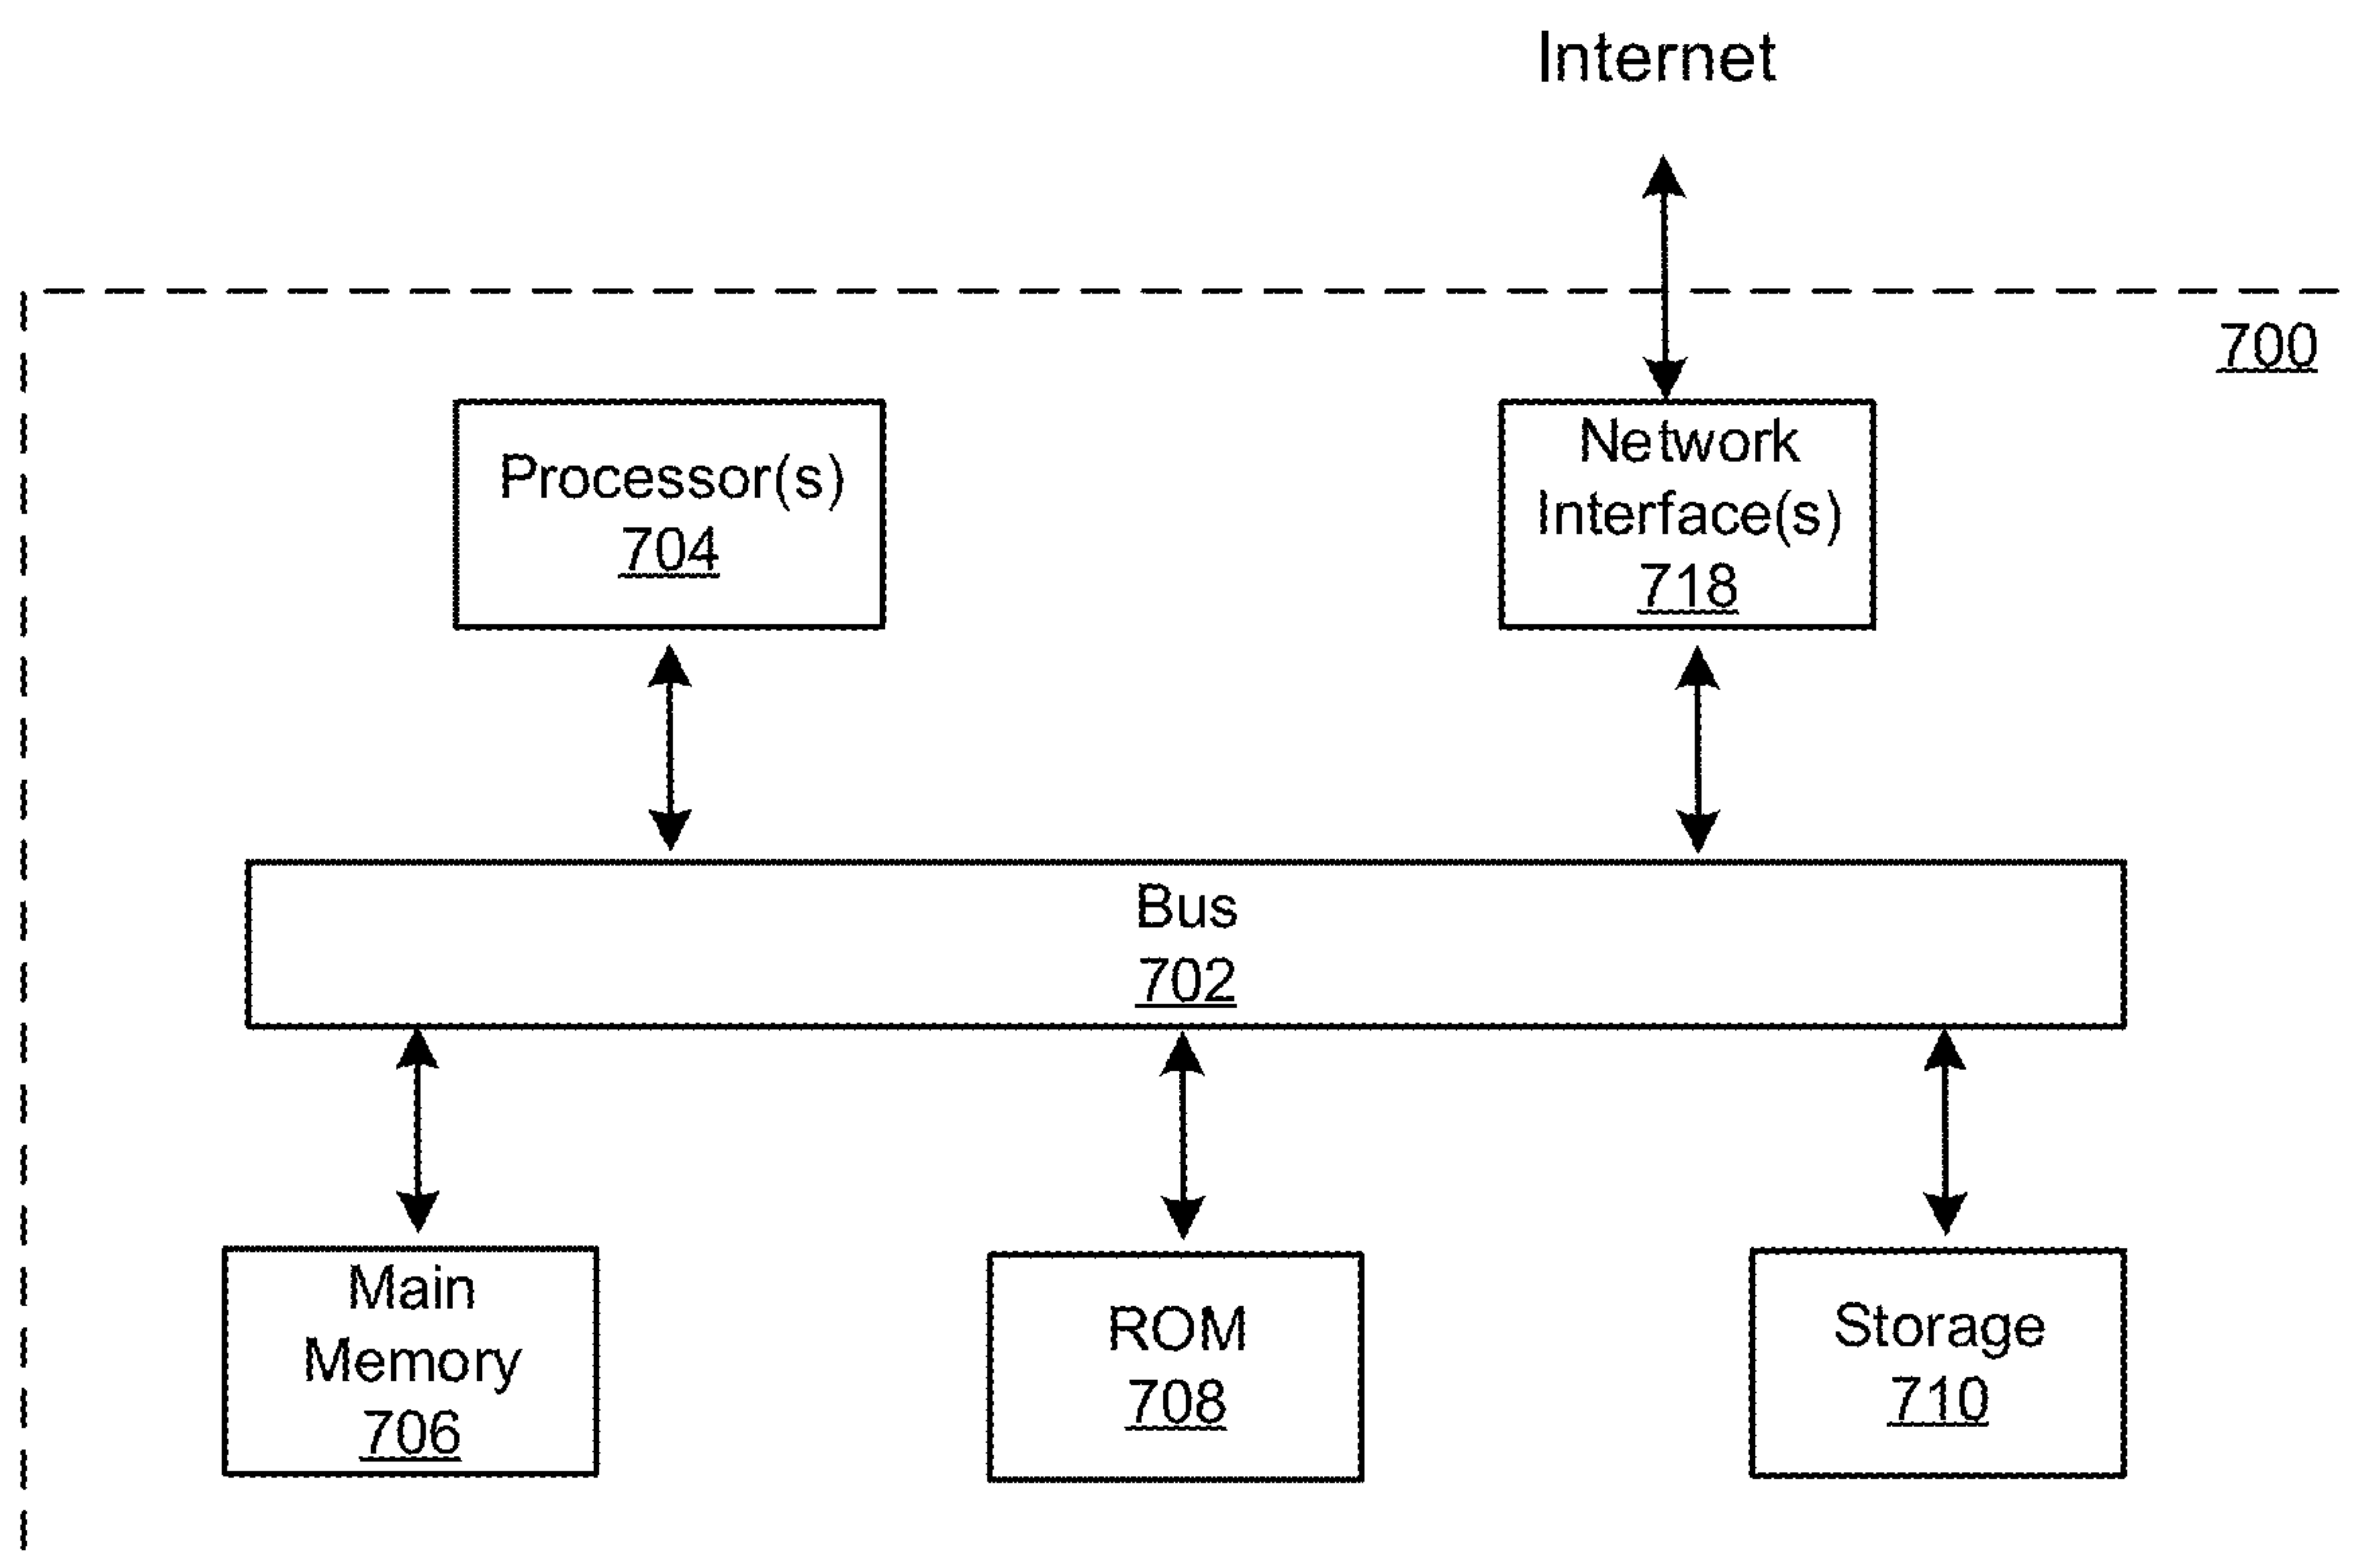 Internet
700
Processor(s)
704
Network
Interface(s)
718
Bus
702
Main
Memory
706
ROM
708
Storage
710